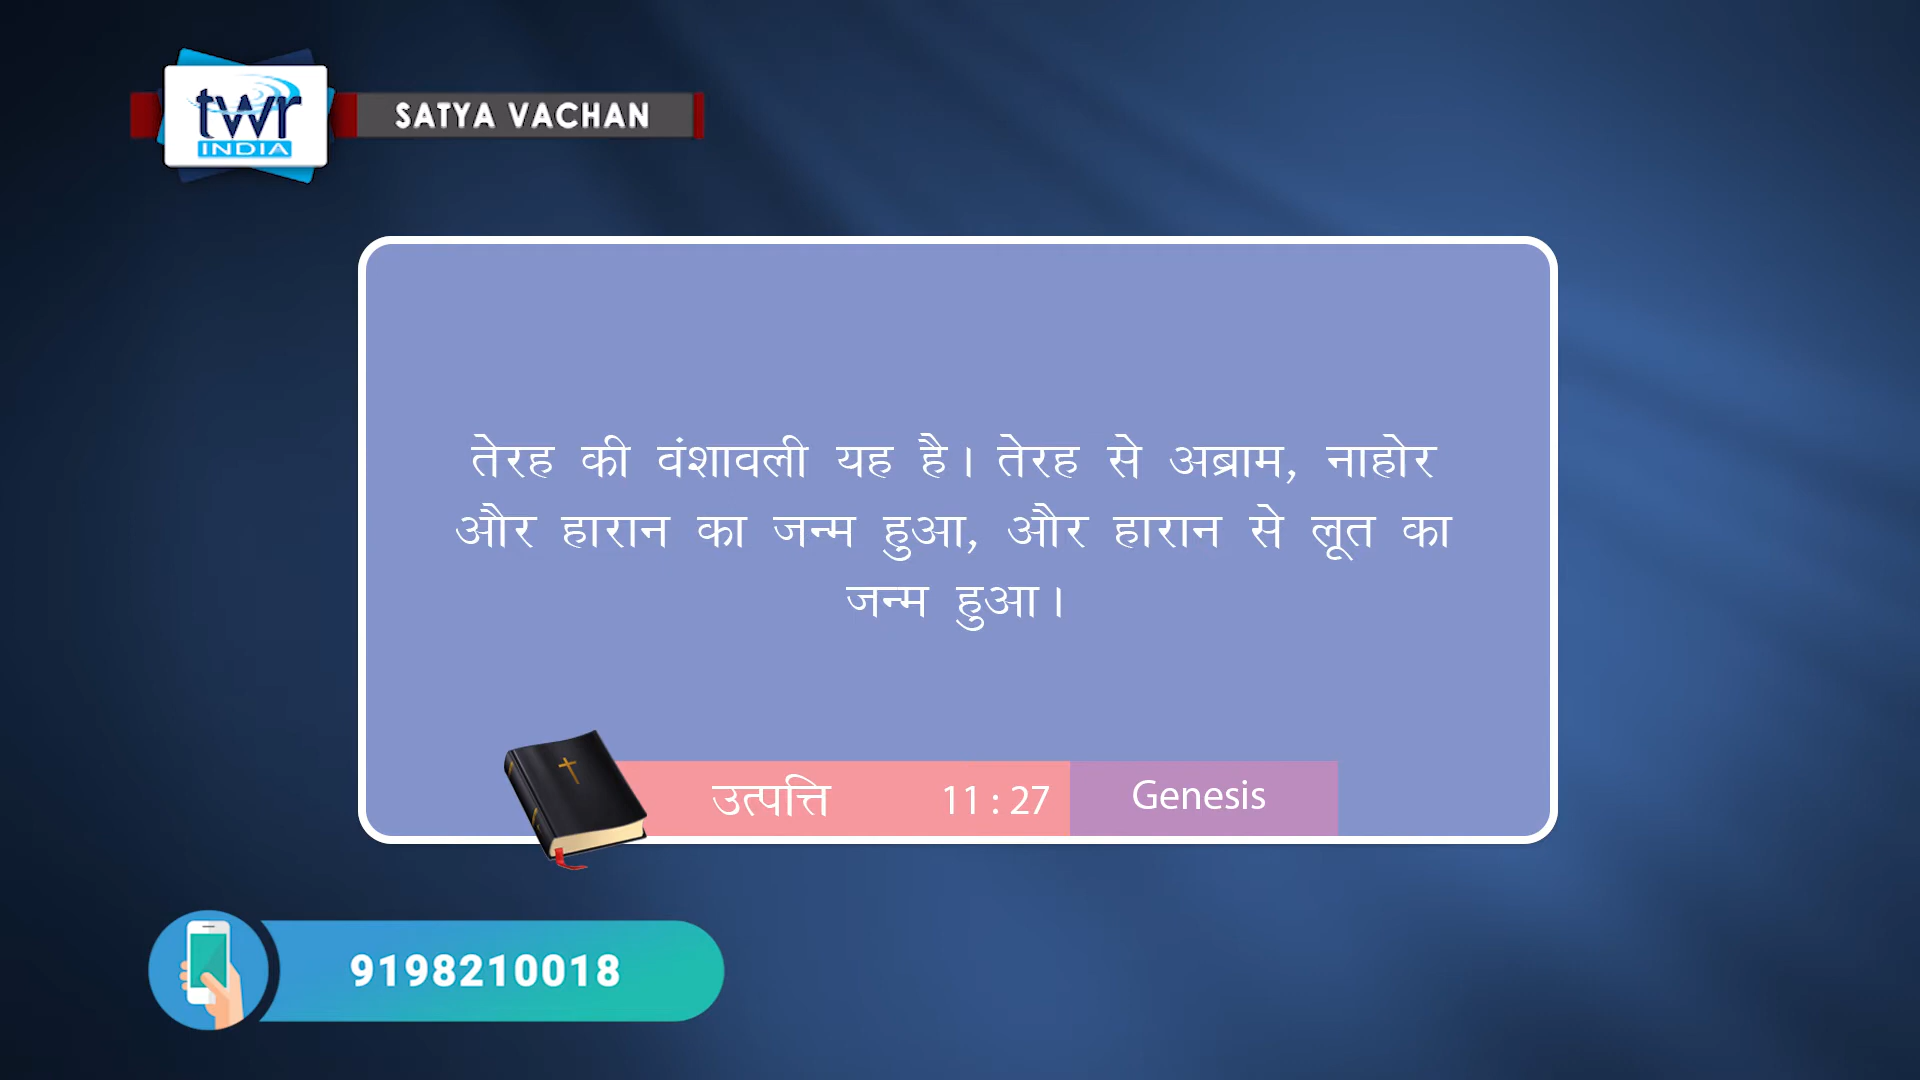 twr
INDIA
SATYA VACHAN
तेरह की वंशावली यह है। तेरह से अब्राम, नाहोर
और हारान का जन्म हुआ, और हारान से लूत का
जन्म हुआ।
उत्पत्ति 11 : 27 Genesis
9198210018